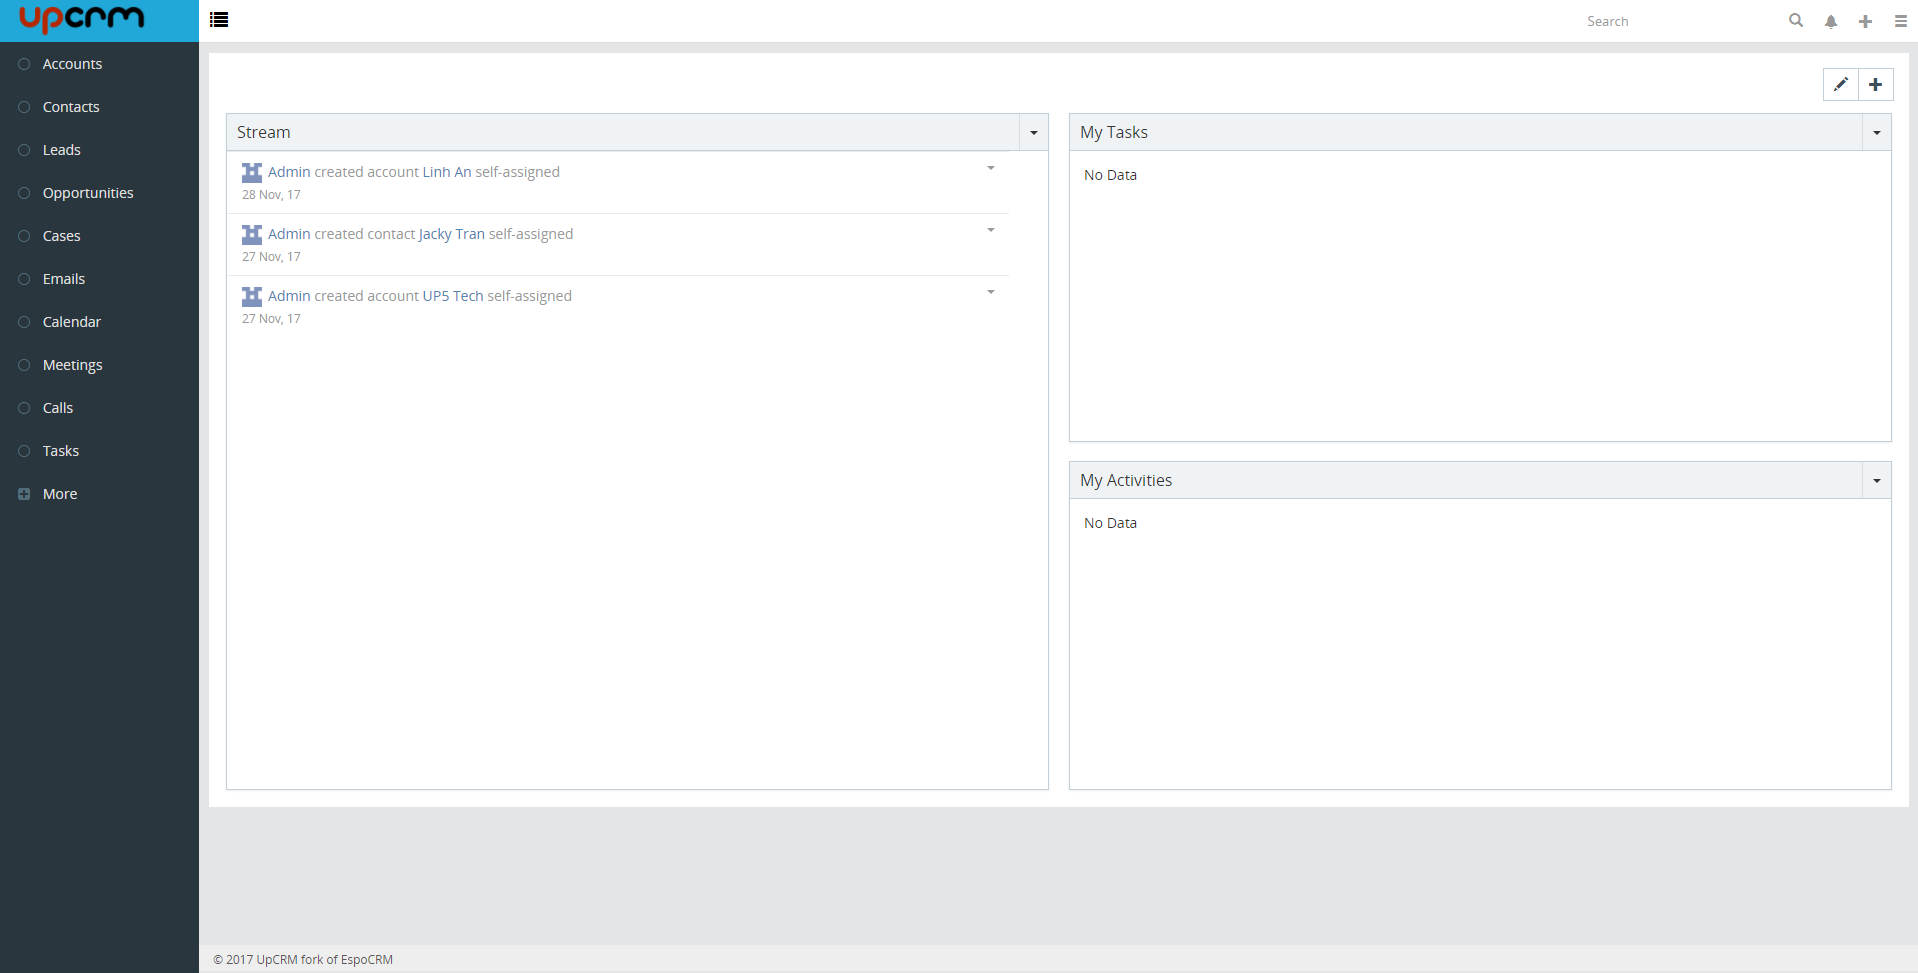 upcrm
Search
Accounts
Contacts
Leads
Opportunities
Cases
Emails
Calendar
Meetings
Calls
Tasks
More
Stream
Admin created account Linh An self-assigned
28 Nov, 17
Admin created contact Jacky Tran self-assigned
27 Nov, 17
Admin created account UP5 Tech self-assigned
27 Nov, 17
My Tasks
No Data
My Activities
No Data
© 2017 UpCRM fork of EspoCRM